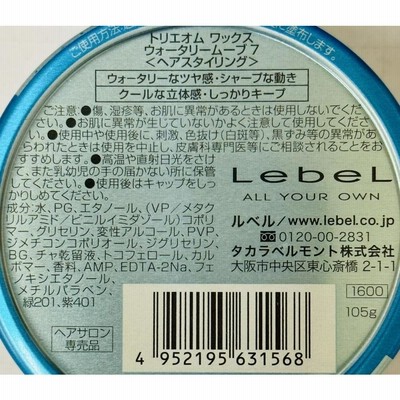 トリエオム ワックス
ウォータリームーブ 7
<ヘアスタイリング>
ウォータリーなツヤ感・シャープな動き
クールな立体感・しっかりキープ
ご注意:●傷、湿疹等、お肌に異常があるときは使用しないでくだ
さい。●お肌に異常が生じていないかよく注意して使用してく
ださい。●使用中や使用後に、刺激、色抜け(白斑等)、黒ずみ等の異常があ
らわれたときは使用を中止し、皮膚科専門医等にご相談されることをおす
すめします。●高温や直射日光をさけ
て、また乳幼児の手の届かない所に保管
してください。●使用後はキャップをしっ
かりしめてください。
成分:水、PG、エタノール、(VP/メタク
リルアミド/ビニルイミダゾール)コポリ
マー、グリセリン、変性アルコール、PVP、
ジメチコンコポリオール、ジグリセリン、
BG、チャ乾留液、トコフェロール、カル
ボマー、香料、AMP、EDTA-2Na、フェ
ノキシエタノール、
メチルパラベン、
緑201、紫401
LebeL
ALL YOUR OWN
ルベル/www.lebel.co.jp
0120-00-2831
タカラベルモント株式会社
大阪市中央区東心斎橋 2-1-1
1600
105g
ヘアサロン
専売品
4 952195 631568